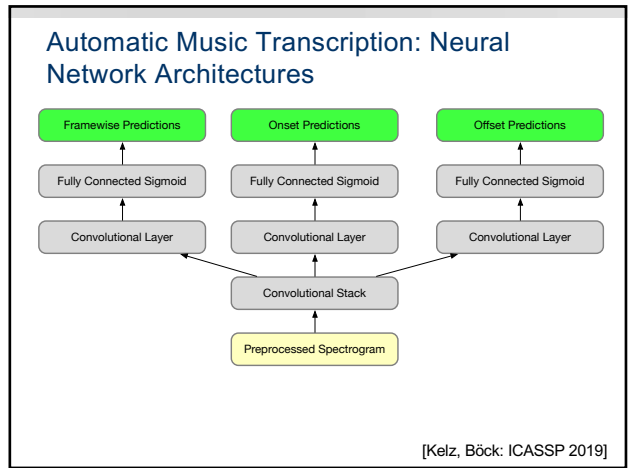 Automatic Music Transcription: Neural
Network Architectures
Framewise Predictions
Onset Predictions
Offset Predictions
Fully Connected Sigmoid
Fully Connected Sigmoid
Fully Connected Sigmoid
Convolutional Layer
Convolutional Layer
Convolutional Layer
Convolutional Stack
Preprocessed Spectrogram
[Kelz, Böck: ICASSP 2019]